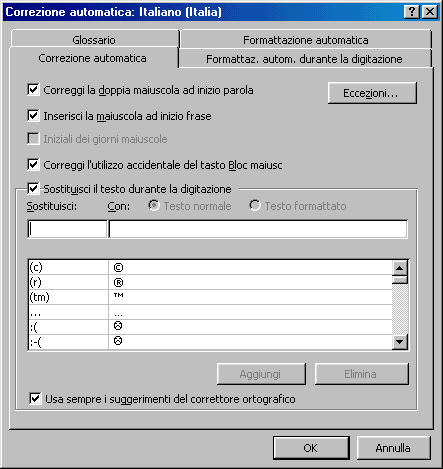 Correzione automatica: Italiano (Italia)
Glossario
Formattazione automatica
Correzione automatica
Formattaz. autom. durante la digitazione
Correggi la doppia maiuscola ad inizio parola
Eccezioni...
Inserisci la maiuscola ad inizio frase
Iniziali dei giorni maiuscole
Correggi l'utilizzo accidentale del tasto Bloc maiusc
Sostituisci il testo durante la digitazione
Sostituisci: Con: Testo normale Testo formattato
(c) ©
(r) ®
(tm) ™
... …
:( ☹
:-( ☹
Aggiungi Elimina
Usa sempre i suggerimenti del correttore ortografico
OK Annulla